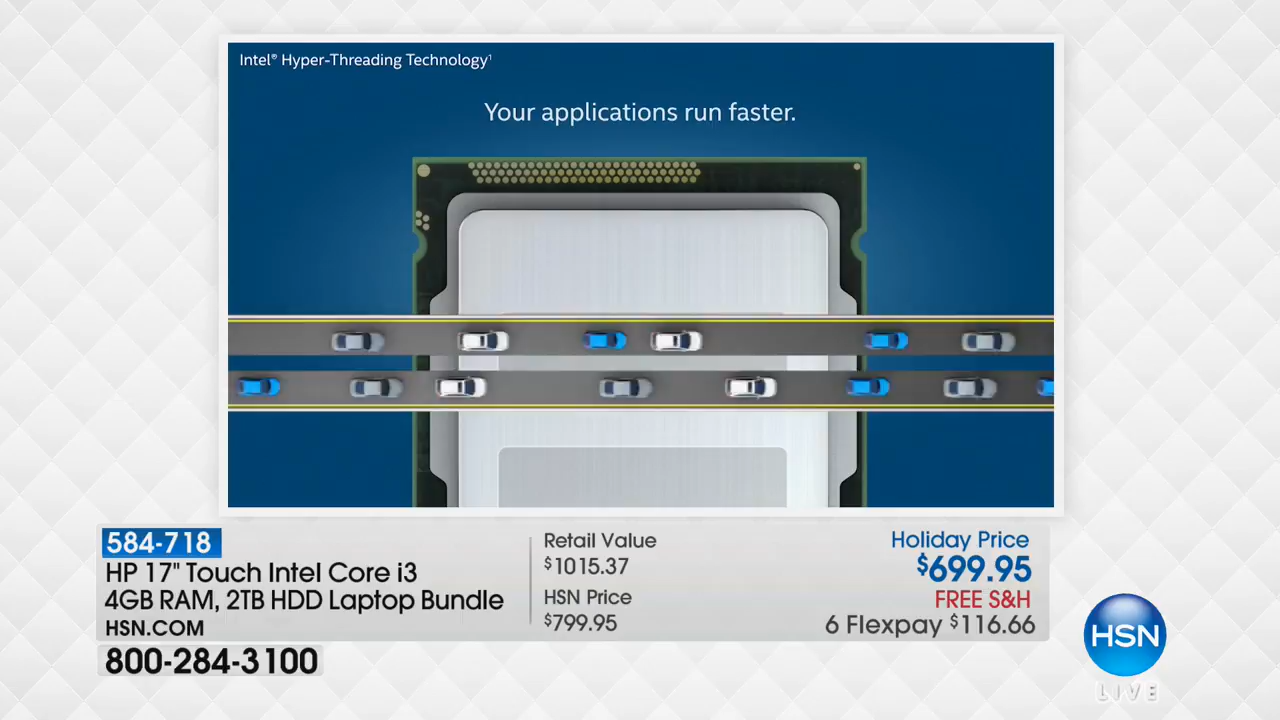 Intel® Hyper-Threading Technology¹
Your applications run faster.
584-718
HP 17" Touch Intel Core i3
4GB RAM, 2TB HDD Laptop Bundle
HSN.COM
800-284-3100
Retail Value
$1015.37
HSN Price
$799.95
Holiday Price
$699.95
FREE S&H
6 Flexpay $116.66
HSN
LIVE